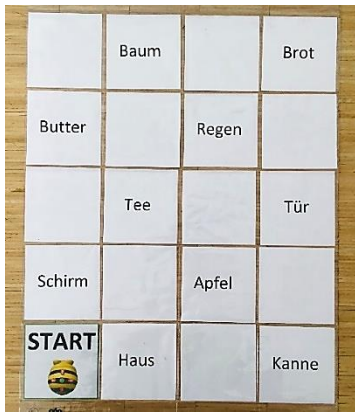 Baum
Brot
Butter
Regen
Tee
Tür
Schirm
Apfel
START
Haus
Kanne